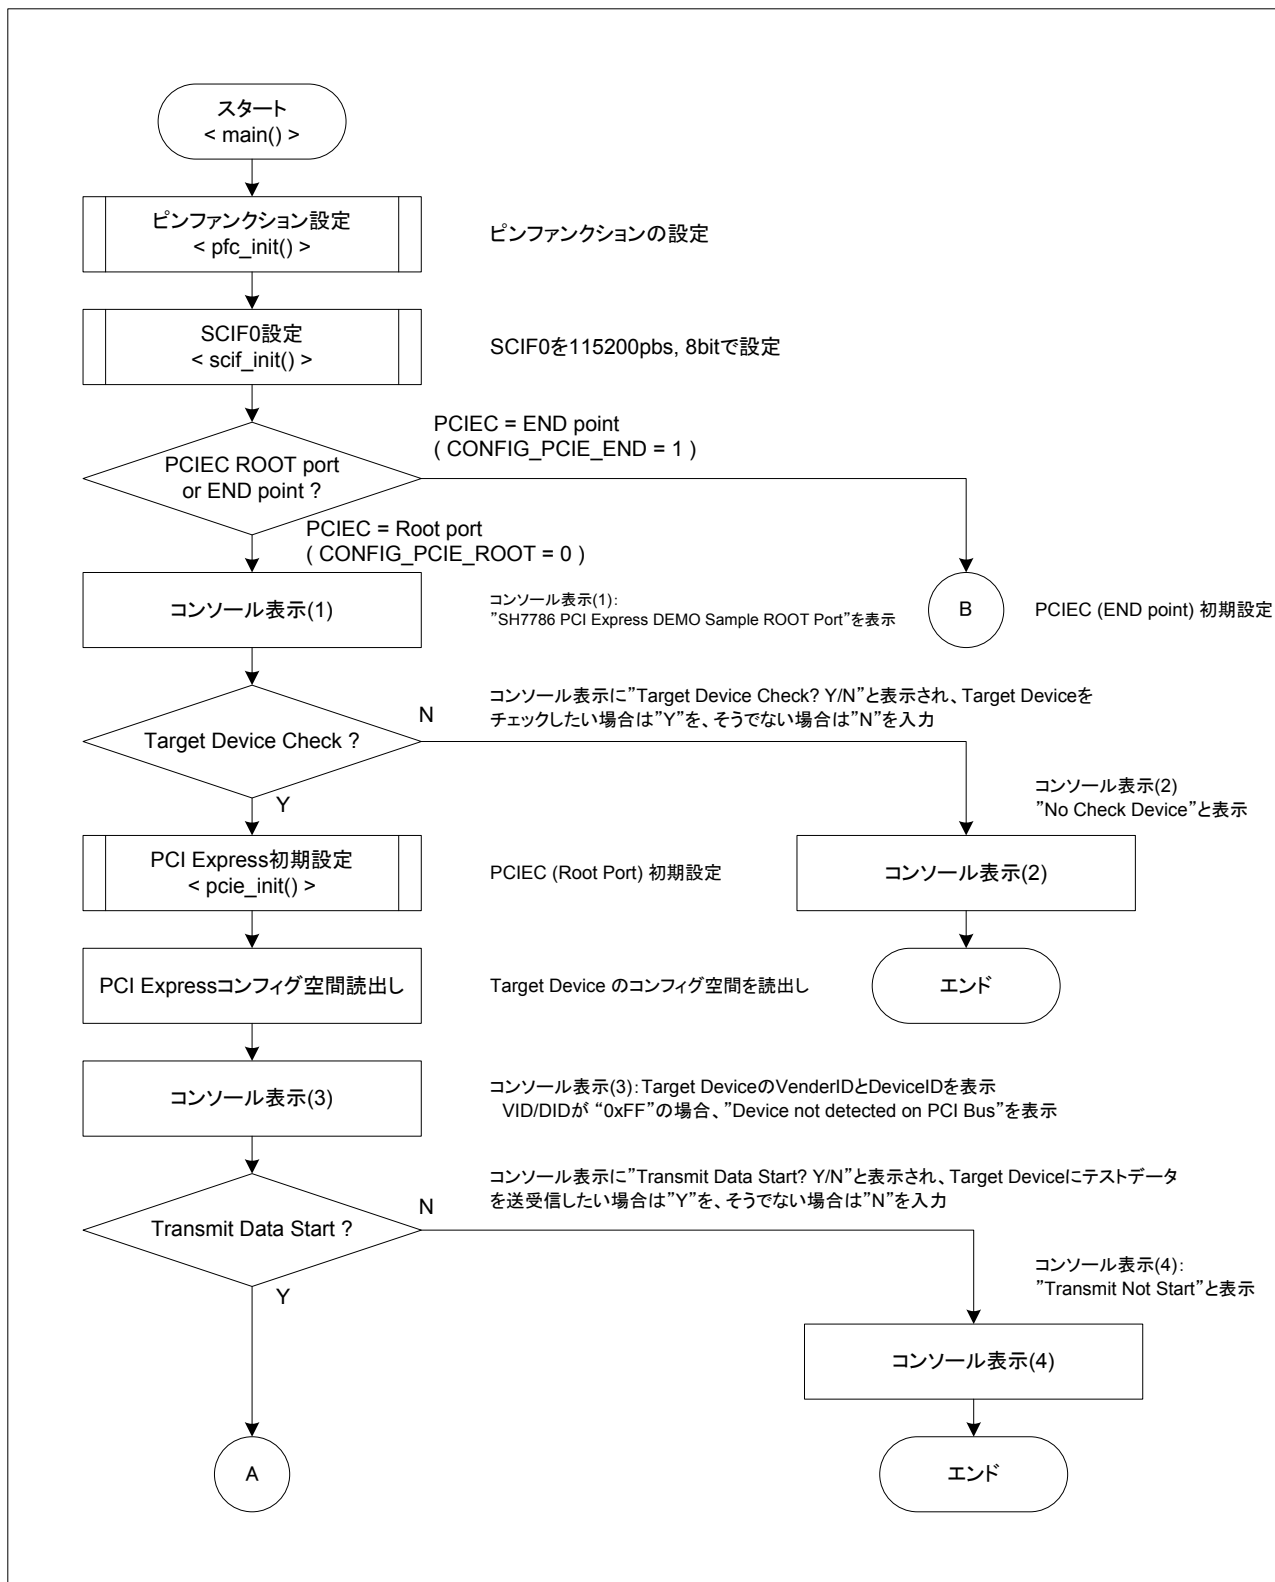 スタート
< main() >
ピンファンクション設定
< pfc_init() >
ピンファンクションの設定
SCIF0設定
< scif_init() >
SCIF0を115200pbs, 8bitで設定
PCIEC = END point
( CONFIG_PCIE_END = 1 )
PCIEC ROOT port
or END point ?
PCIEC = Root port
( CONFIG_PCIE_ROOT = 0 )
コンソール表示(1)
コンソール表示(1):
"SH7786 PCI Express DEMO Sample ROOT Port"を表示
B
PCIEC (END point) 初期設定
コンソール表示に”Target Device Check? Y/N”と表示され、Target Deviceを
チェックしたい場合は”Y”を、そうでない場合は”N”を入力
N
Target Device Check ?
Y
コンソール表示(2)
”No Check Device”と表示
PCI Express初期設定
< pcie_init() >
PCIEC (Root Port) 初期設定
コンソール表示(2)
PCI Expressコンフィグ空間読出し
Target Device のコンフィグ空間を読出し
エンド
コンソール表示(3)
コンソール表示(3): Target DeviceのVenderIDとDeviceIDを表示
VID/DIDが “0xFF”の場合、”Device not detected on PCI Bus”を表示
コンソール表示に”Transmit Data Start? Y/N”と表示され、Target Deviceにテストデータ
を送受信したい場合は”Y”を、そうでない場合は”N”を入力
N
Transmit Data Start ?
Y
コンソール表示(4):
”Transmit Not Start”と表示
コンソール表示(4)
A
エンド